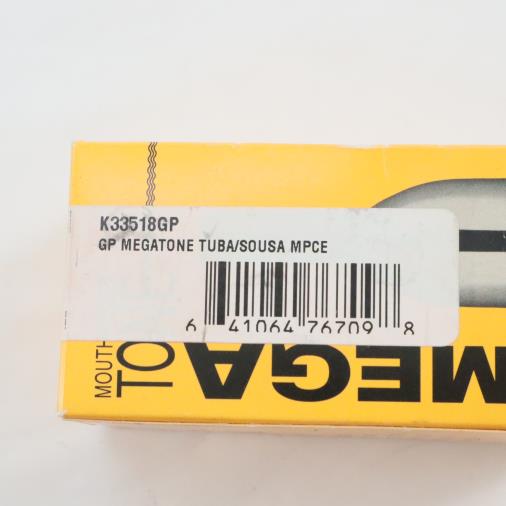 K33518GP
GP MEGATONE TUBA/SOUSA MPCE
6 41064 76709 8
MEGA
TO
MOUTH